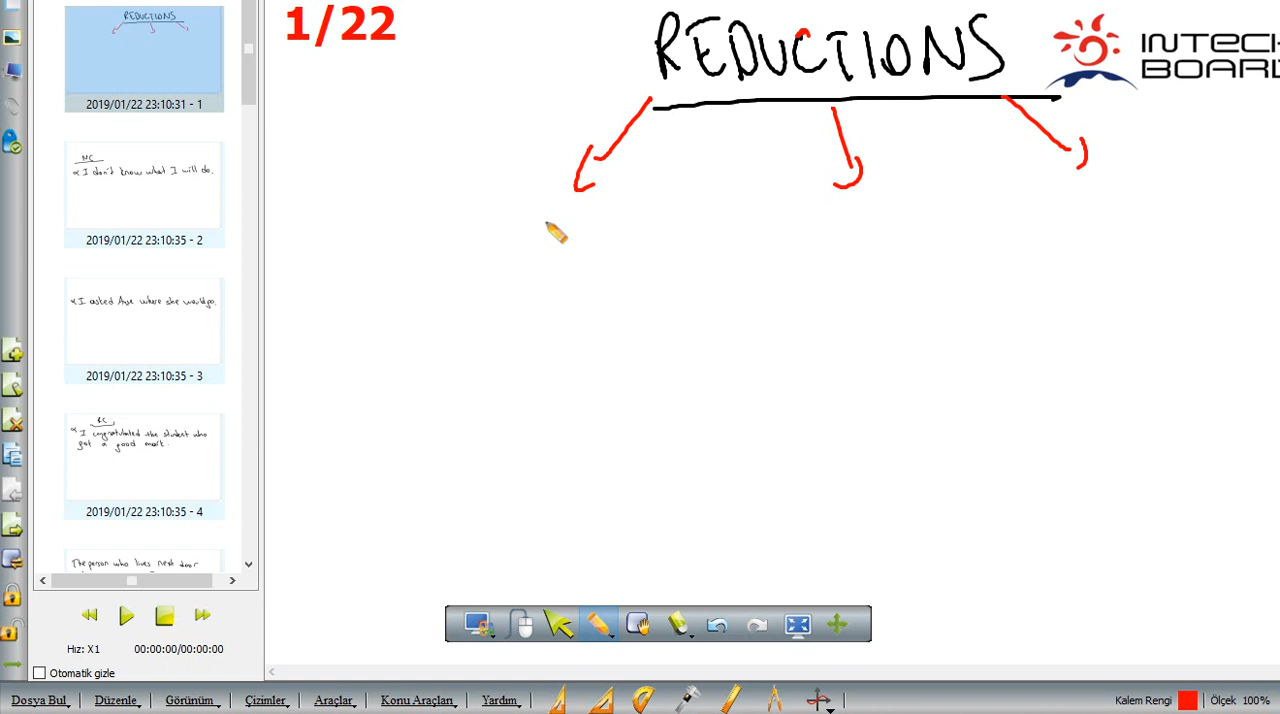 1/22
REDUCTIONS
INTECH
BOARD
REDUCTIONS
2019/01/22 23:10:31 - 1
NC
I don't know what I will do.
2019/01/22 23:10:35 - 2
I asked Ayşe where she would go.
2019/01/22 23:10:35 - 3
I congratulated the student who
got a good mark.
2019/01/22 23:10:35 - 4
The person who lives next door
Hız: X1
00:00:00/00:00:00
Otomatik gizle
Dosya Bul
Düzenle
Görünüm
Çizimler
Araçlar
Konu Araçları
Yardım
Kalem Rengi
Ölçek 100%